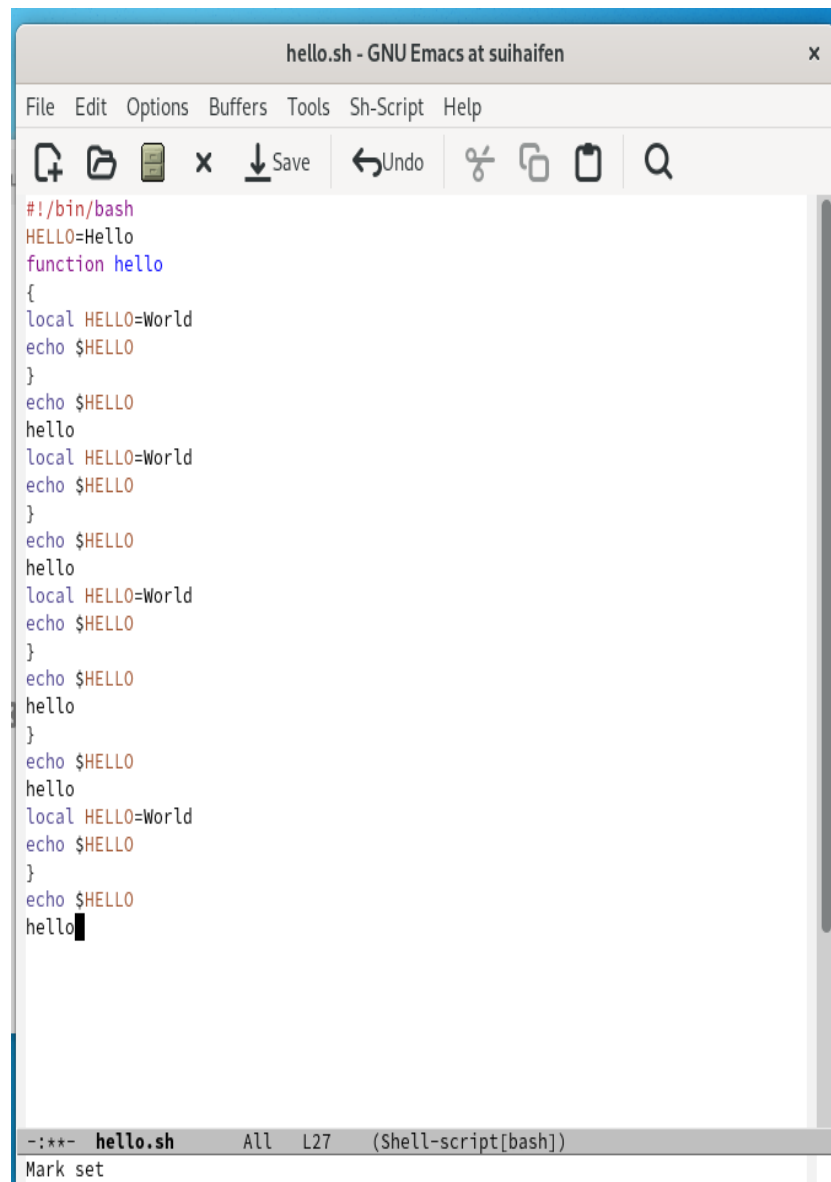 hello.sh - GNU Emacs at suihaifen x
File Edit Options Buffers Tools Sh-Script Help
Save Undo
#!/bin/bash
HELLO=Hello
function hello
{
local HELLO=World
echo $HELLO
}
echo $HELLO
hello
local HELLO=World
echo $HELLO
}
echo $HELLO
hello
local HELLO=World
echo $HELLO
}
echo $HELLO
hello
}
echo $HELLO
hello
local HELLO=World
echo $HELLO
}
echo $HELLO
hello
-:**- hello.sh All L27 (Shell-script[bash])
Mark set